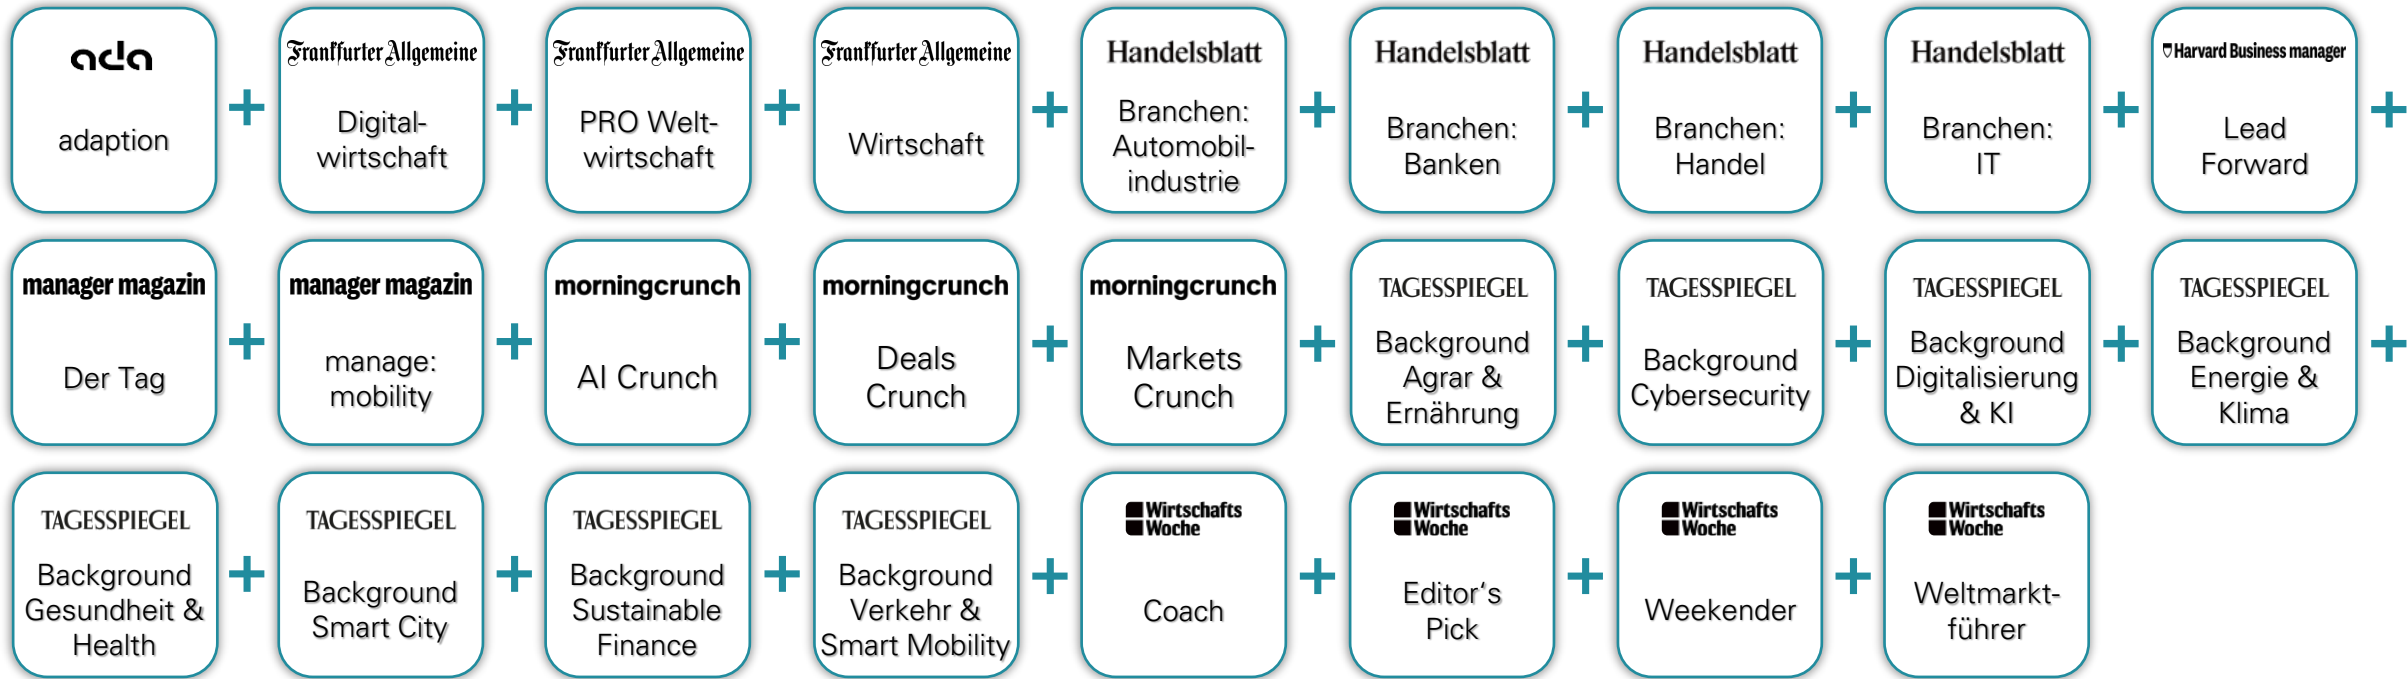 ada
adaption
+
Frankfurter Allgemeine
Digital-
wirtschaft
+
Frankfurter Allgemeine
PRO Welt-
wirtschaft
+
Frankfurter Allgemeine
Wirtschaft
+
Handelsblatt
Branchen:
Automobil-
industrie
+
Handelsblatt
Branchen:
Banken
+
Handelsblatt
Branchen:
Handel
+
Handelsblatt
Branchen:
IT
+
Harvard Business manager
Lead
Forward
+
manager magazin
Der Tag
+
manager magazin
manage:
mobility
+
morningcrunch
AI Crunch
+
morningcrunch
Deals
Crunch
+
morningcrunch
Markets
Crunch
+
TAGESSPIEGEL
Background
Agrar &
Ernährung
+
TAGESSPIEGEL
Background
Cybersecurity
+
TAGESSPIEGEL
Background
Digitalisierung
& KI
+
TAGESSPIEGEL
Background
Energie &
Klima
+
TAGESSPIEGEL
Background
Gesundheit &
Health
+
TAGESSPIEGEL
Background
Smart City
+
TAGESSPIEGEL
Background
Sustainable
Finance
+
TAGESSPIEGEL
Background
Verkehr &
Smart Mobility
+
Wirtschafts
Woche
Coach
+
Wirtschafts
Woche
Editor‘s
Pick
+
Wirtschafts
Woche
Weekender
+
Wirtschafts
Woche
Weltmarkt-
führer